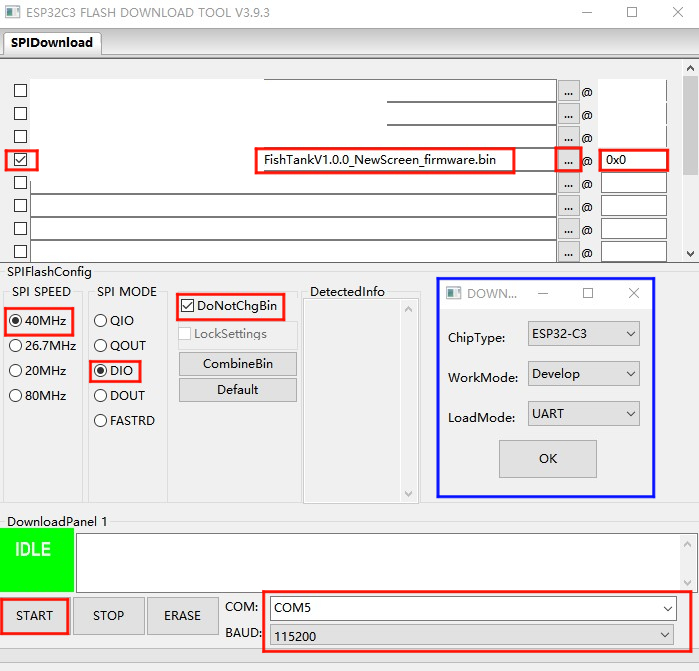 ESP32C3 FLASH DOWNLOAD TOOL V3.9.3
SPIDownload
... @
... @
... @
FishTankV1.0.0_NewScreen_firmware.bin ... @ 0x0
... @
... @
... @
... @
SPIFlashConfig
SPI SPEED
40MHz
26.7MHz
20MHz
80MHz
SPI MODE
QIO
QOUT
DIO
DOUT
FASTRD
DoNotChgBin
LockSettings
CombineBin
Default
DetectedInfo
DOWN...
ChipType: ESP32-C3
WorkMode: Develop
LoadMode: UART
OK
DownloadPanel 1
IDLE
START STOP ERASE
COM: COM5
BAUD: 115200